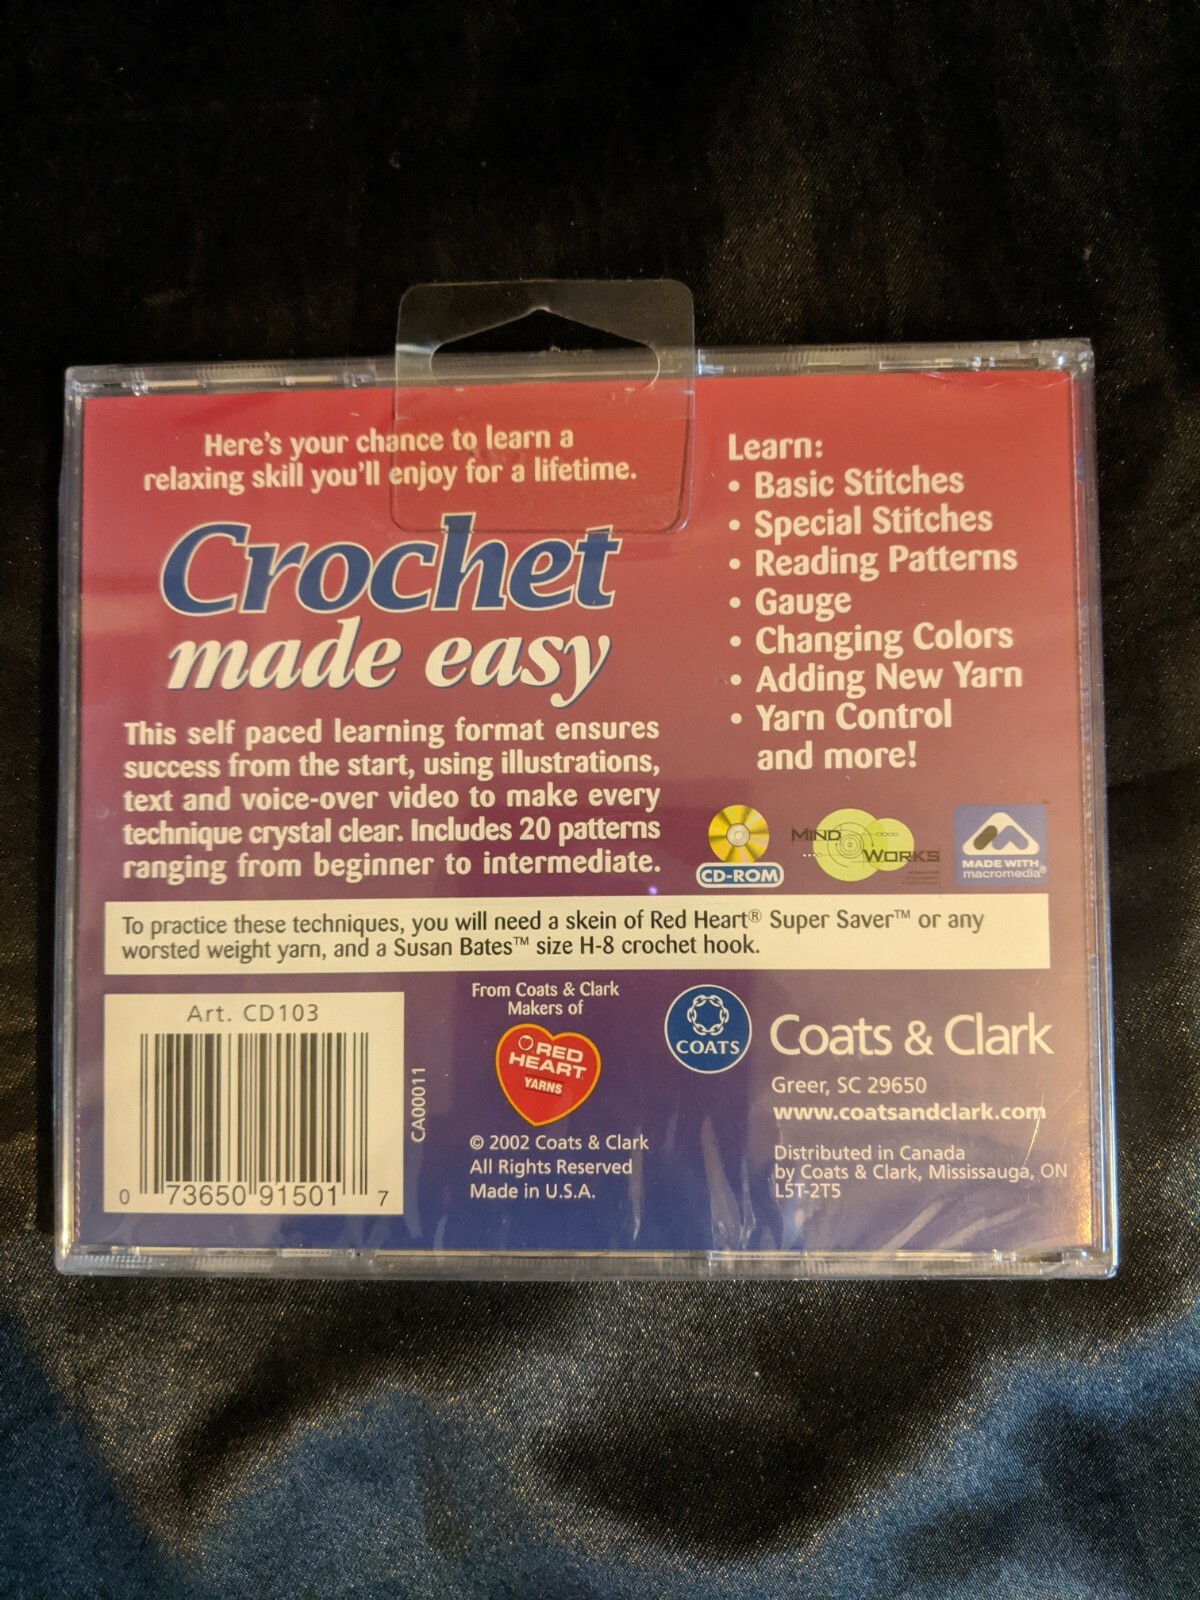 Here's your chance to learn a
relaxing skill you'll enjoy for a lifetime.
Crochet
made easy
This self paced learning format ensures
success from the start, using illustrations,
text and voice-over video to make every
technique crystal clear. Includes 20 patterns
ranging from beginner to intermediate.
Learn:
• Basic Stitches
• Special Stitches
• Reading Patterns
• Gauge
• Changing Colors
• Adding New Yarn
• Yarn Control
and more!
CD-ROM
MIND
WORKS
MADE WITH
macromedia®
To practice these techniques, you will need a skein of Red Heart® Super Saver™ or any
worsted weight yarn, and a Susan Bates™ size H-8 crochet hook.
Art. CD103
0 73650 91501 7
CA00011
From Coats & Clark
Makers of
RED
HEART
YARNS
© 2002 Coats & Clark
All Rights Reserved
Made in U.S.A.
COATS
Coats & Clark
Greer, SC 29650
www.coatsandclark.com
Distributed in Canada
by Coats & Clark, Mississauga, ON
L5T-2T5